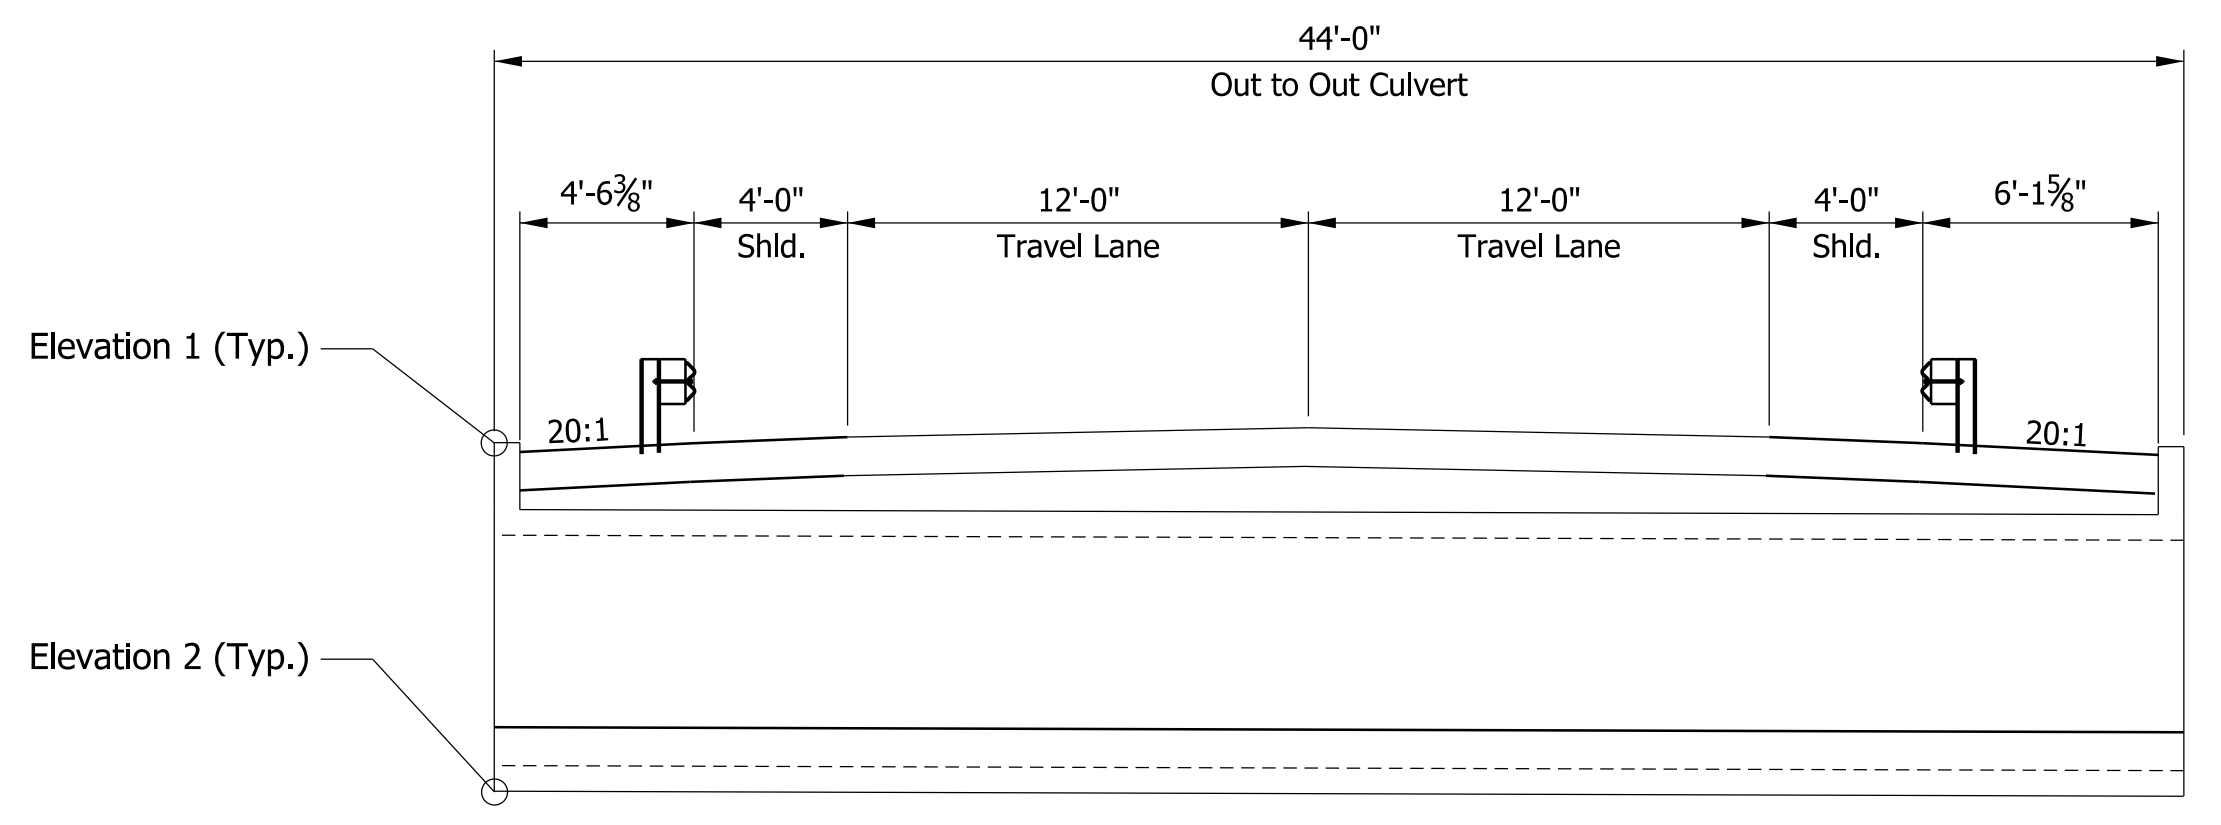 44'-0"
Out to Out Culvert
4'-6⅜" 4'-0" 12'-0" 12'-0" 4'-0" 6'-1⅝"
Shld. Travel Lane Travel Lane Shld.
Elevation 1 (Typ.)
20:1 20:1
Elevation 2 (Typ.)